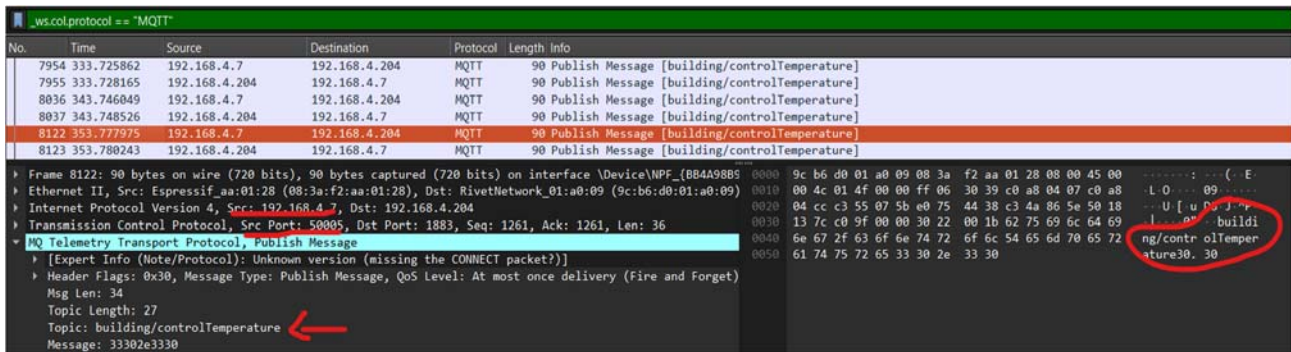 _ws.col.protocol == "MQTT"
No. Time Source Destination Protocol Length Info
7954 333.725862 192.168.4.7 192.168.4.204 MQTT 90 Publish Message [building/controlTemperature]
7955 333.728165 192.168.4.204 192.168.4.7 MQTT 90 Publish Message [building/controlTemperature]
8036 343.746049 192.168.4.7 192.168.4.204 MQTT 90 Publish Message [building/controlTemperature]
8037 343.748526 192.168.4.204 192.168.4.7 MQTT 90 Publish Message [building/controlTemperature]
8122 353.777975 192.168.4.7 192.168.4.204 MQTT 90 Publish Message [building/controlTemperature]
8123 353.780243 192.168.4.204 192.168.4.7 MQTT 90 Publish Message [building/controlTemperature]
Frame 8122: 90 bytes on wire (720 bits), 90 bytes captured (720 bits) on interface \Device\NPF_{BB4A98B9
Ethernet II, Src: Espressif_aa:01:28 (08:3a:f2:aa:01:28), Dst: RivetNetwork_01:a0:09 (9c:b6:d0:01:a0:09)
Internet Protocol Version 4, Src: 192.168.4.7, Dst: 192.168.4.204
Transmission Control Protocol, Src Port: 50005, Dst Port: 1883, Seq: 1261, Ack: 1261, Len: 36
MQ Telemetry Transport Protocol, Publish Message
[Expert Info (Note/Protocol): Unknown version (missing the CONNECT packet?)]
Header Flags: 0x30, Message Type: Publish Message, QoS Level: At most once delivery (Fire and Forget)
Msg Len: 34
Topic Length: 27
Topic: building/controlTemperature
Message: 33302e3330
0000 9c b6 d0 01 a0 09 08 3a f2 aa 01 28 08 00 45 00
0010 00 4c 01 4f 00 00 ff 06 30 39 c0 a8 04 07 c0 a8
0020 04 cc c3 55 07 5b e0 75 44 38 c3 4a 86 5e 50 18
0030 13 7c c0 9f 00 00 30 22 00 1b 62 75 69 6c 64 69 buildi
0040 6e 67 2f 63 6f 6e 74 72 6f 6c 54 65 6d 70 65 72 ng/contr olTemper
0050 61 74 75 72 65 33 30 2e 33 30 ature30. 30